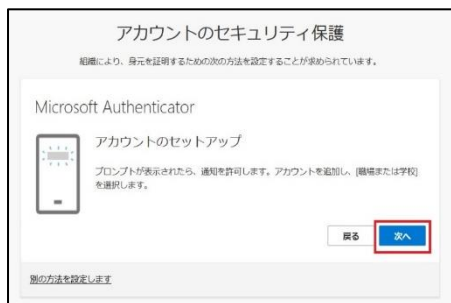 アカウントのセキュリティ保護
組織により、身元を証明するための次の方法を設定することが求められています。
Microsoft Authenticator
アカウントのセットアップ
プロンプトが表示されたら、通知を許可します。アカウントを追加し、[職場または学校]
を選択します。
戻る
次へ
別の方法を設定します